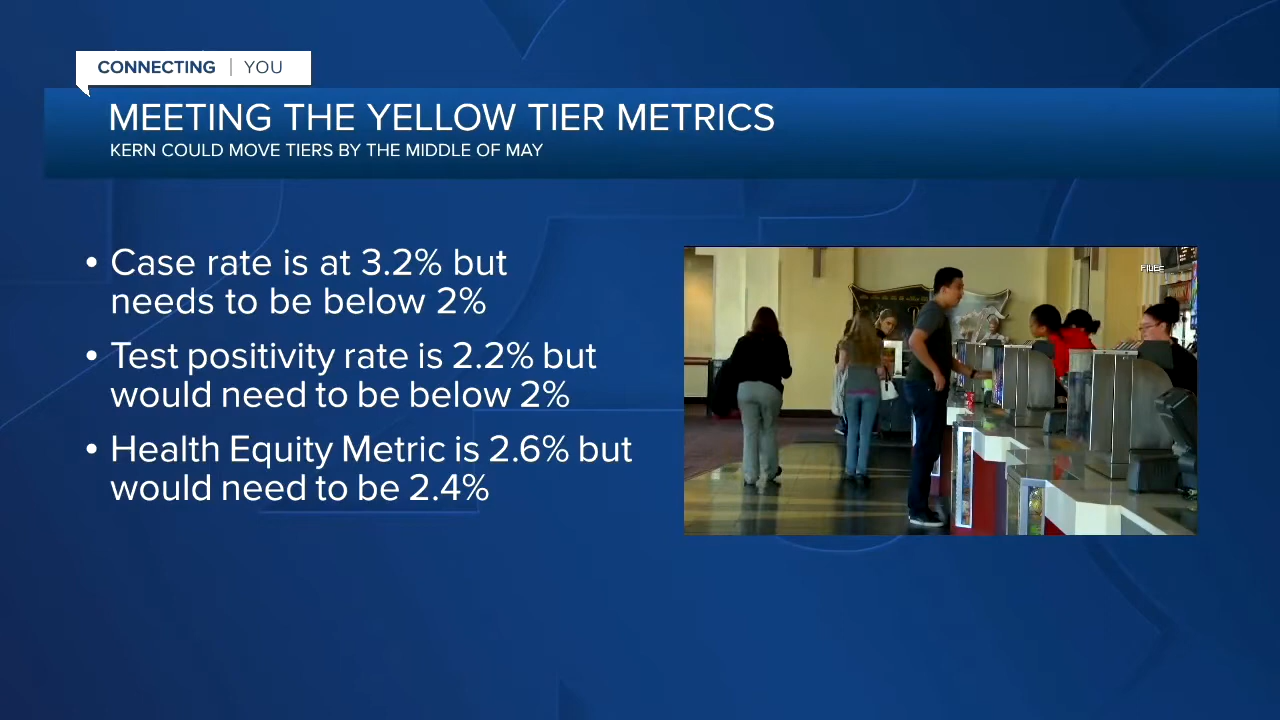 CONNECTING | YOU
MEETING THE YELLOW TIER METRICS
KERN COULD MOVE TIERS BY THE MIDDLE OF MAY
• Case rate is at 3.2% but
needs to be below 2%
• Test positivity rate is 2.2% but
would need to be below 2%
• Health Equity Metric is 2.6% but
would need to be 2.4%